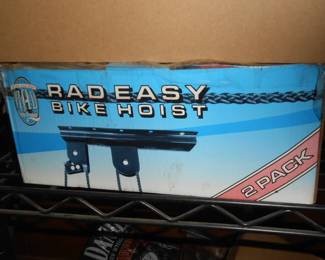 RAD
RAD EASY
BIKE HOIST
2 PACK